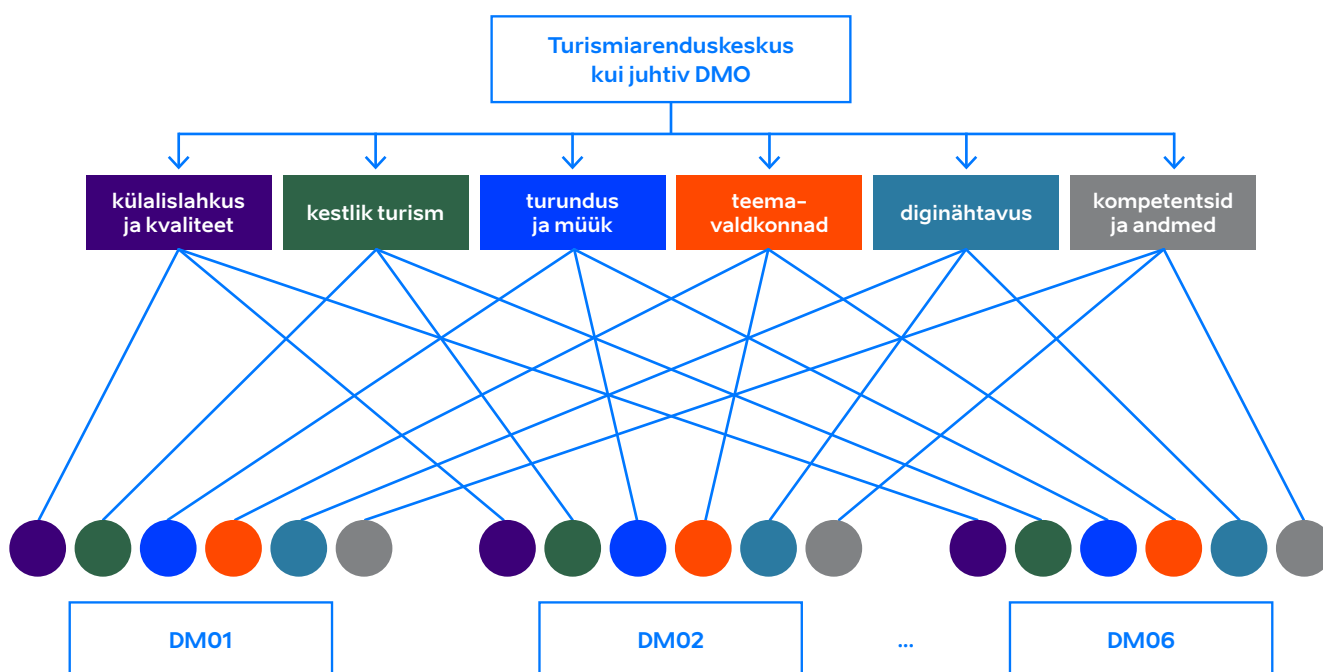 Turismiarenduskeskus
kui juhtiv DMO
külalislahkus
ja kvaliteet
kestlik turism
turundus
ja müük
teema-
valdkonnad
diginähtavus
kompetentsid
ja andmed
DM01
DM02
...
DM06